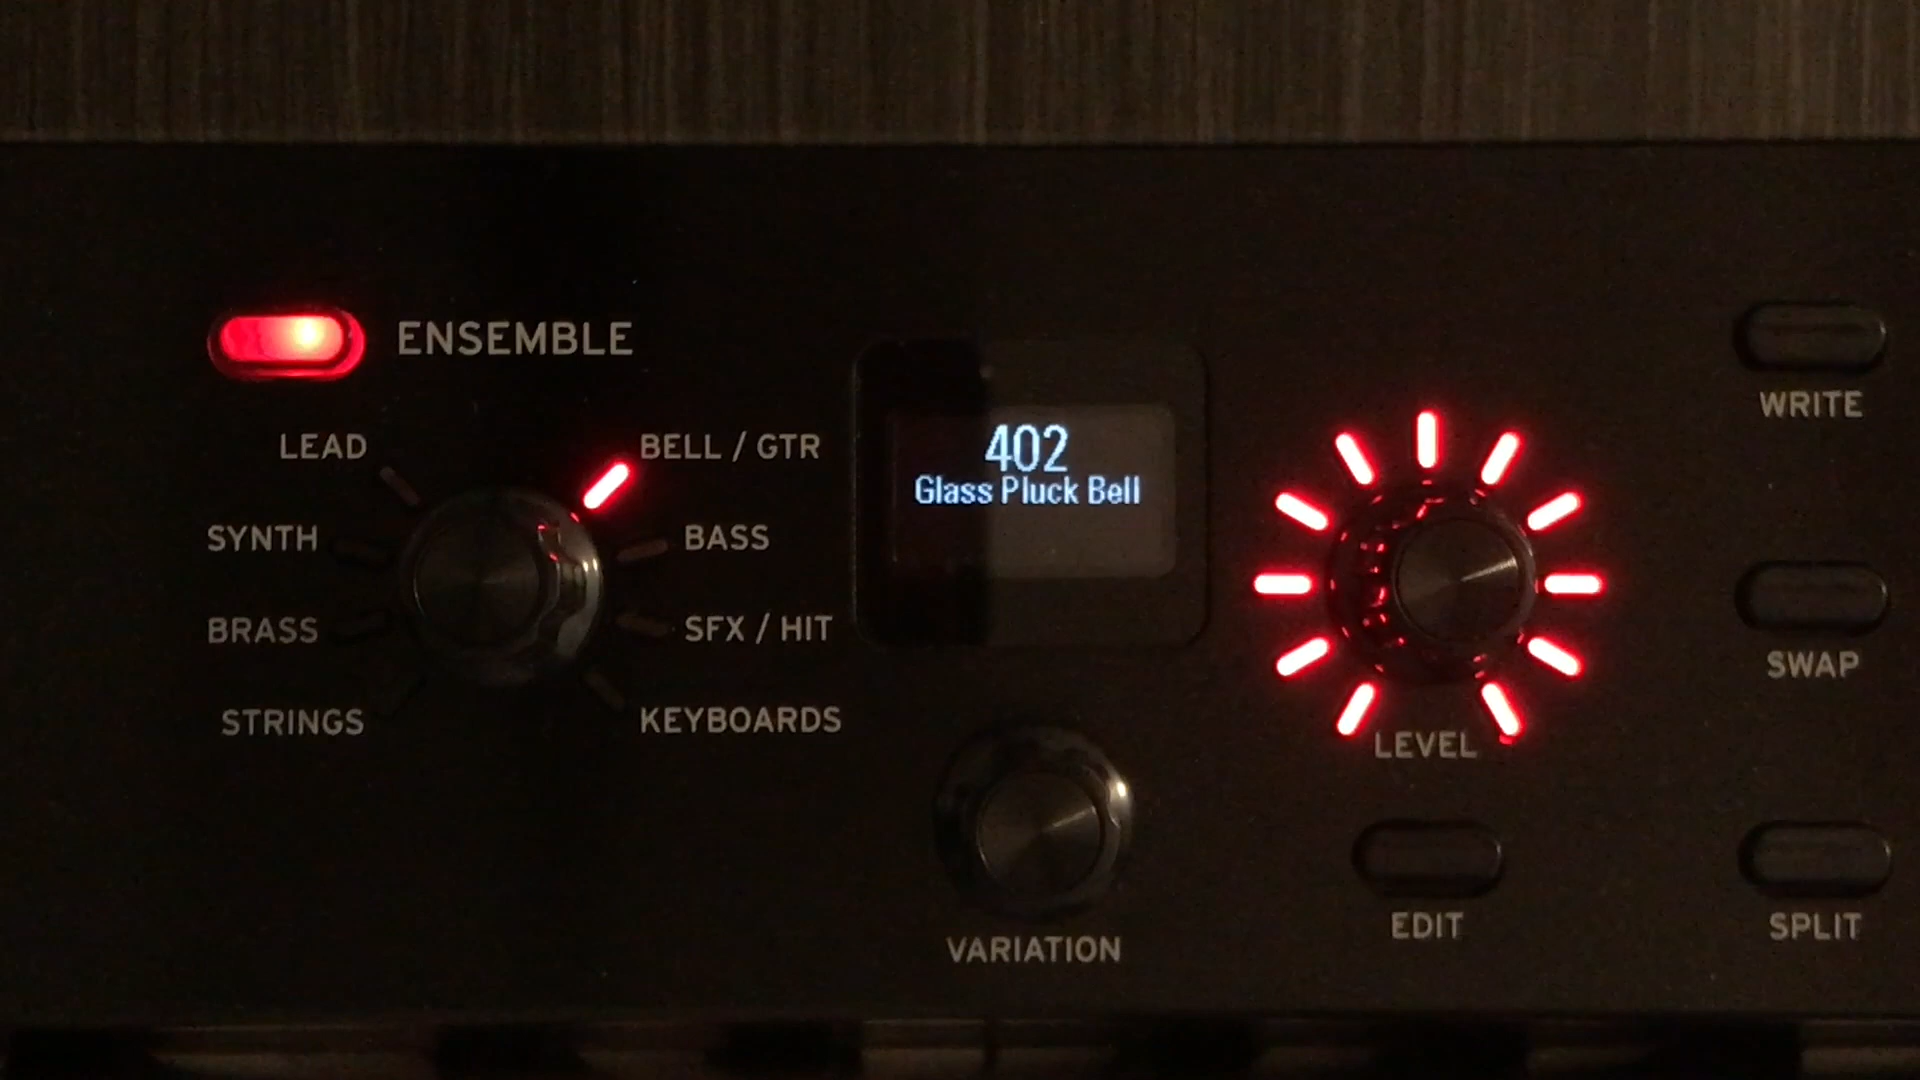 ENSEMBLE
LEAD
SYNTH
BRASS
STRINGS
BELL / GTR
BASS
SFX / HIT
KEYBOARDS
402
Glass Pluck Bell
VARIATION
LEVEL
EDIT
WRITE
SWAP
SPLIT